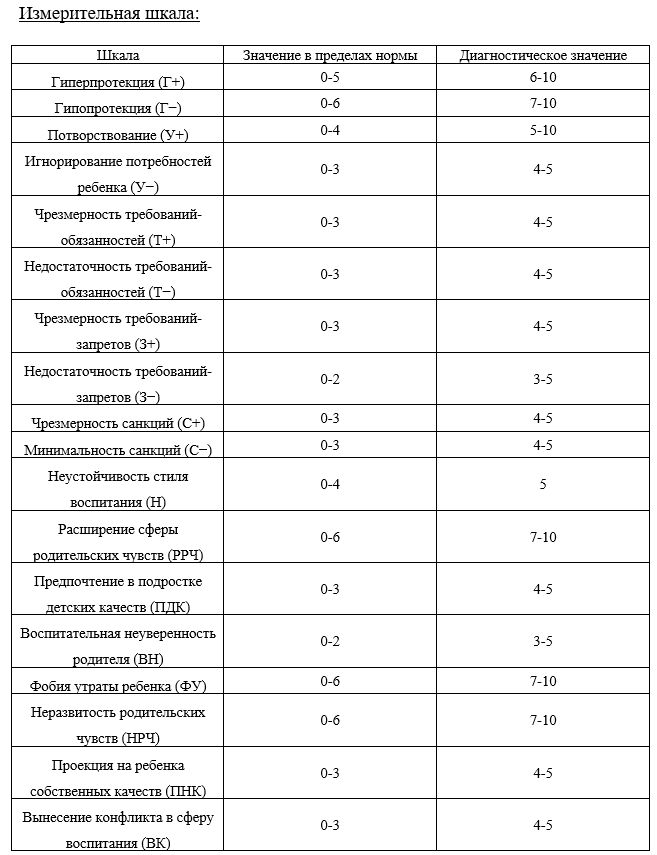 Измерительная шкала:
Шкала Значение в пределах нормы Диагностическое значение
Гиперпротекция (Г+) 0-5 6-10
Гипопротекция (Г−) 0-6 7-10
Потворствование (У+) 0-4 5-10
Игнорирование потребностей
ребенка (У−) 0-3 4-5
Чрезмерность требований-
обязанностей (Т+) 0-3 4-5
Недостаточность требований-
обязанностей (Т−) 0-3 4-5
Чрезмерность требований-
запретов (З+) 0-3 4-5
Недостаточность требований-
запретов (З−) 0-2 3-5
Чрезмерность санкций (С+) 0-3 4-5
Минимальность санкций (С−) 0-3 4-5
Неустойчивость стиля
воспитания (Н) 0-4 5
Расширение сферы
родительских чувств (РРЧ) 0-6 7-10
Предпочтение в подростке
детских качеств (ПДК) 0-3 4-5
Воспитательная неуверенность
родителя (ВН) 0-2 3-5
Фобия утраты ребенка (ФУ) 0-6 7-10
Неразвитость родительских
чувств (НРЧ) 0-6 7-10
Проекция на ребенка
собственных качеств (ПНК) 0-3 4-5
Вынесение конфликта в сферу
воспитания (ВК) 0-3 4-5